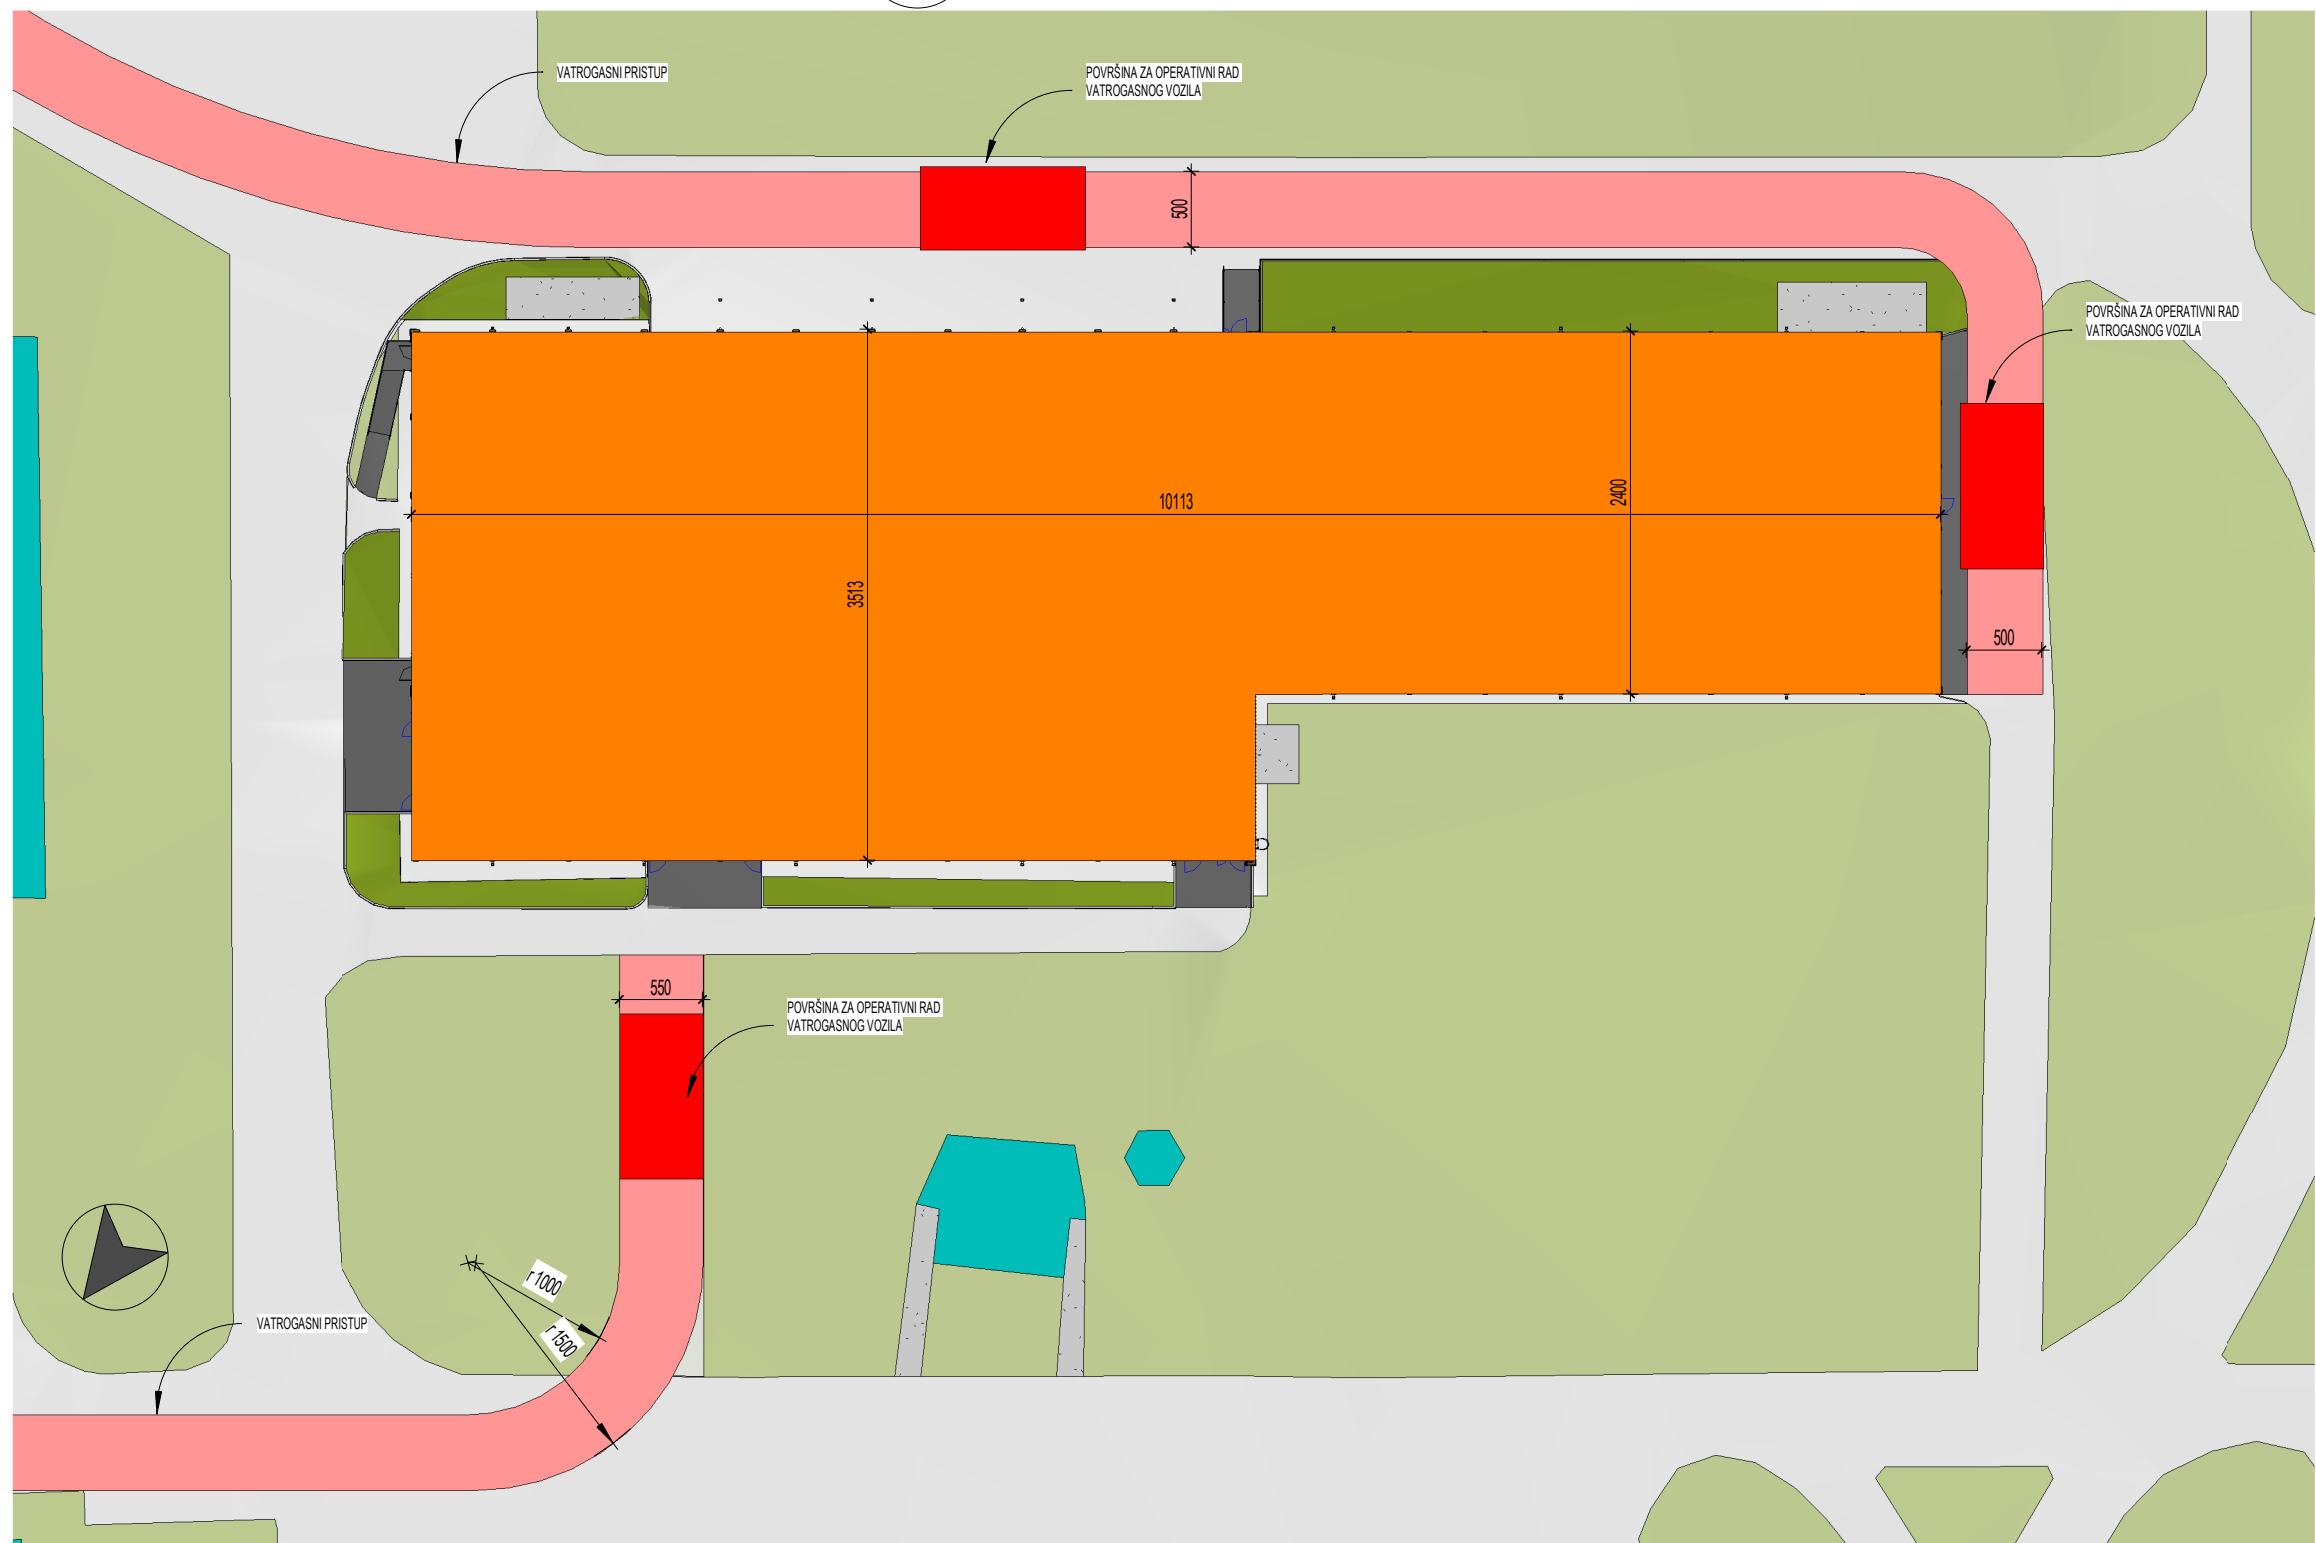 VATROGASNI PRISTUP
POVRŠINA ZA OPERATIVNI RAD
VATROGASNOG VOZILA
500
POVRŠINA ZA OPERATIVNI RAD
VATROGASNOG VOZILA
10113
2400
3513
500
550
POVRŠINA ZA OPERATIVNI RAD
VATROGASNOG VOZILA
r 1000
r 1500
VATROGASNI PRISTUP